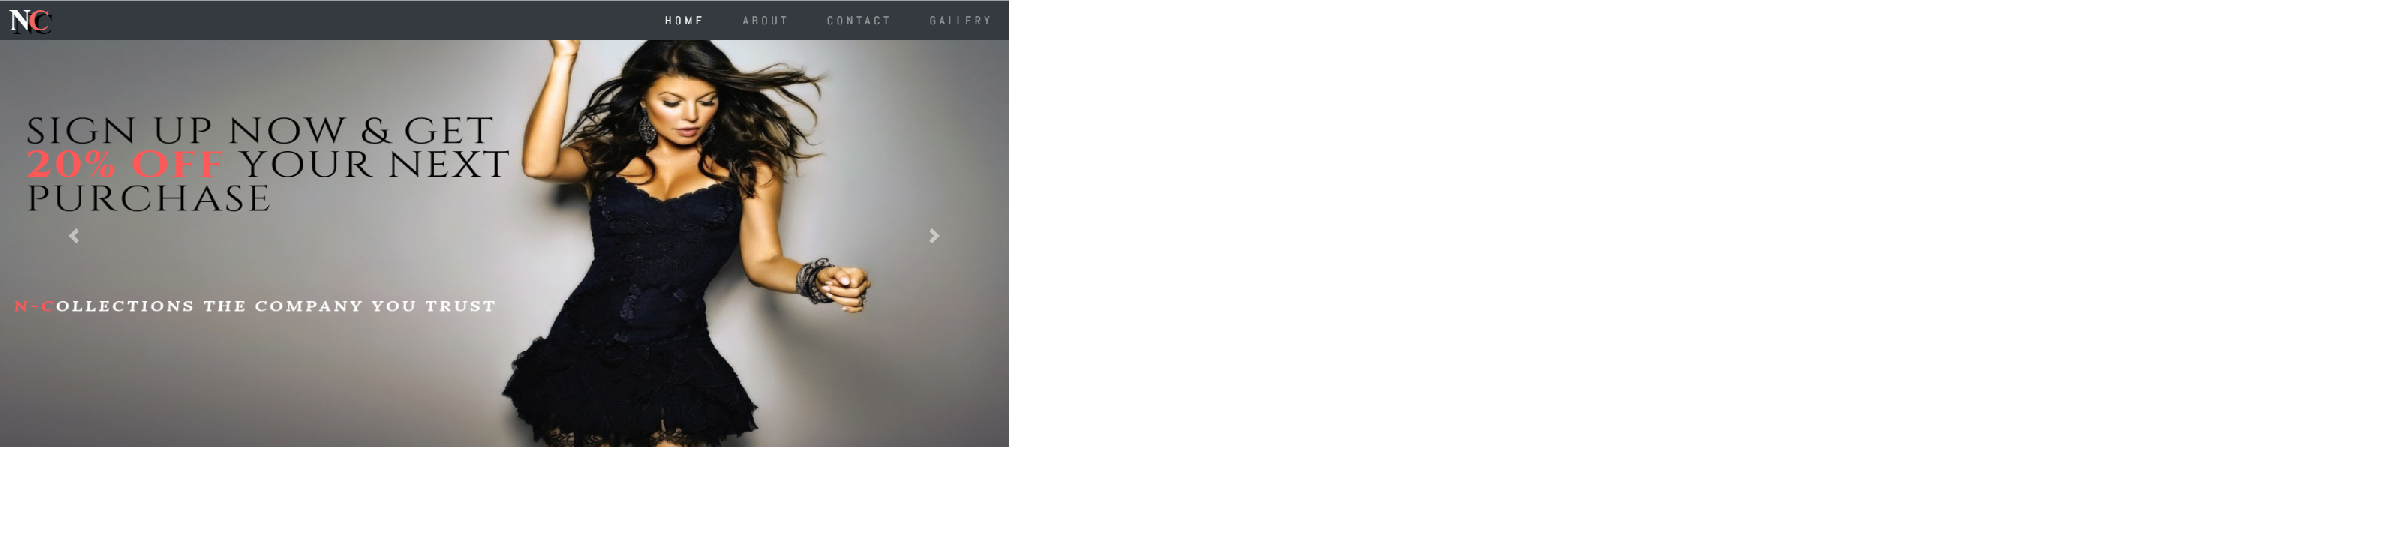 NC
HOME ABOUT CONTACT GALLERY
SIGN UP NOW & GET
20% OFF YOUR NEXT
PURCHASE
N-COLLECTIONS THE COMPANY YOU TRUST